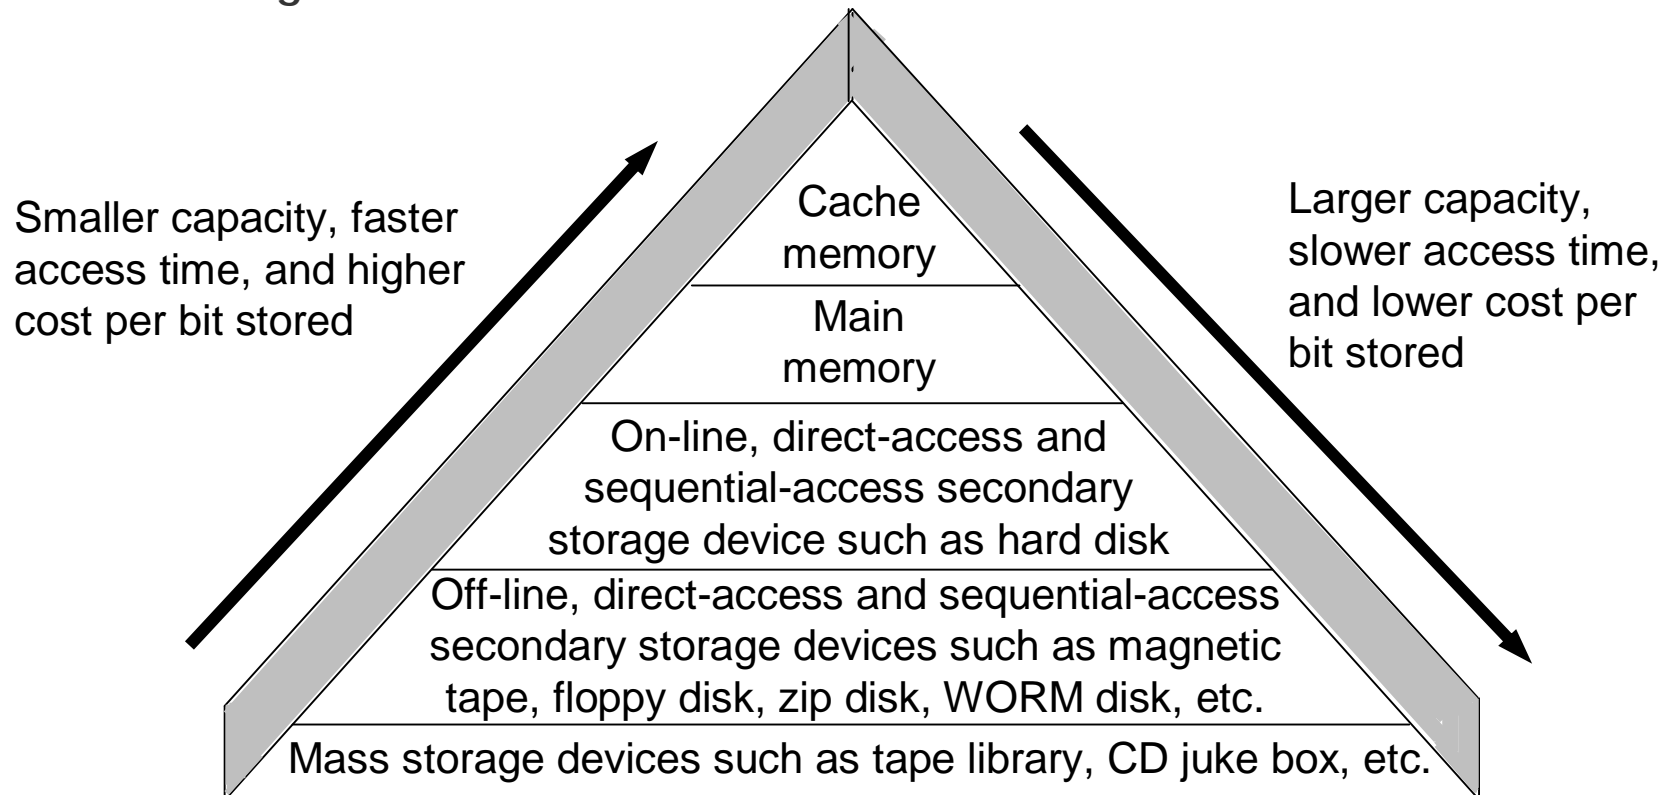 Cache
memory
Smaller capacity, faster
access time, and higher
cost per bit stored
Larger capacity,
slower access time,
and lower cost per
bit stored
Main
memory
On-line, direct-access and
sequential-access secondary
storage device such as hard disk
Off-line, direct-access and sequential-access
secondary storage devices such as magnetic
tape, floppy disk, zip disk, WORM disk, etc.
Mass storage devices such as tape library, CD juke box, etc.